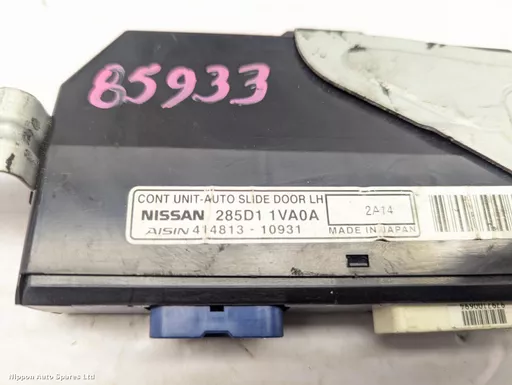 85933
CONT UNIT-AUTO SLIDE DOOR LH
NISSAN 285D1 1VA0A 2A14
AISIN 414813 - 10931 MADE IN JAPAN
Nippon Auto Spares Ltd